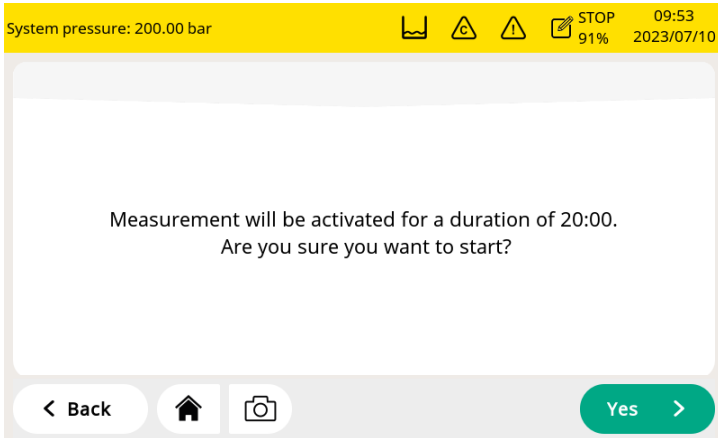 System pressure: 200.00 bar
C
!
STOP
91%
09:53
2023/07/10
Measurement will be activated for a duration of 20:00.
Are you sure you want to start?
Back
Yes